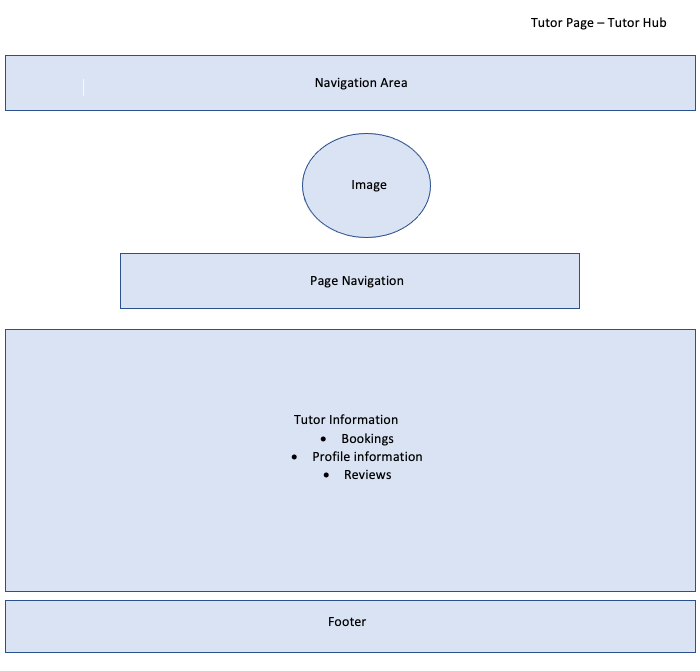 Tutor Page – Tutor Hub
Navigation Area
Image
Page Navigation
Tutor Information
• Bookings
• Profile information
• Reviews
Footer